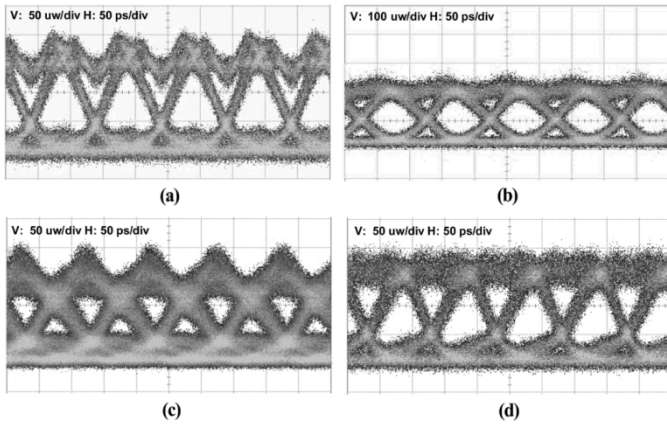 V: 50 uw/div H: 50 ps/div
V: 100 uw/div H: 50 ps/div
(a)
(b)
V: 50 uw/div H: 50 ps/div
V: 50 uw/div H: 50 ps/div
(c)
(d)